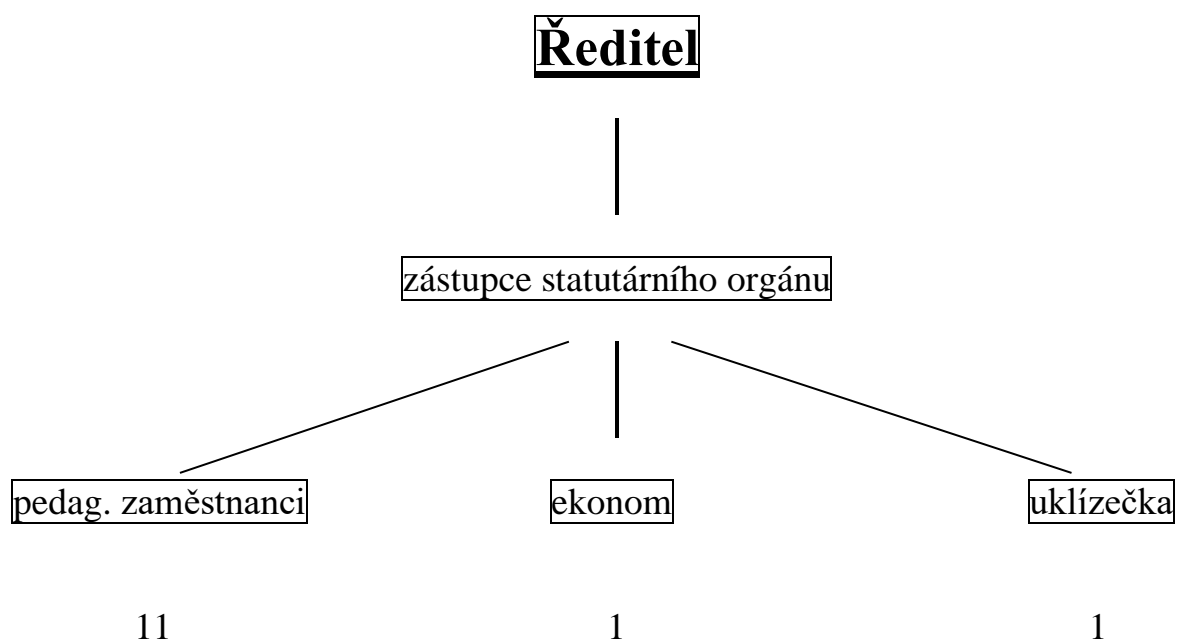 Ředitel
zástupce statutárního orgánu
pedag. zaměstnanci ekonom uklízečka
11 1 1